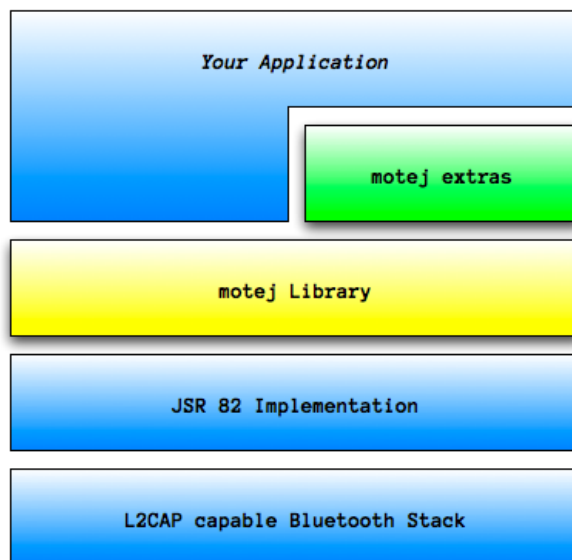 Your Application
motej extras
motej Library
JSR 82 Implementation
L2CAP capable Bluetooth Stack